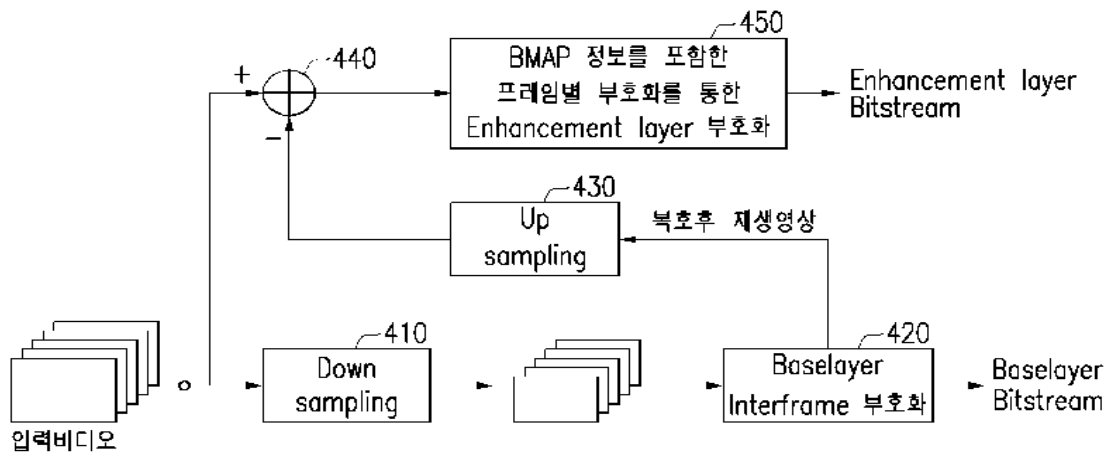 450
BMAP 정보를 포함한
프레임별 부호화를 통한
Enhancement layer 부호화
Enhancement layer
Bitstream
440
+
-
430
Up
sampling
복호후 재생영상
410
Down
sampling
420
Baselayer
Interframe 부호화
Baselayer
Bitstream
입력비디오